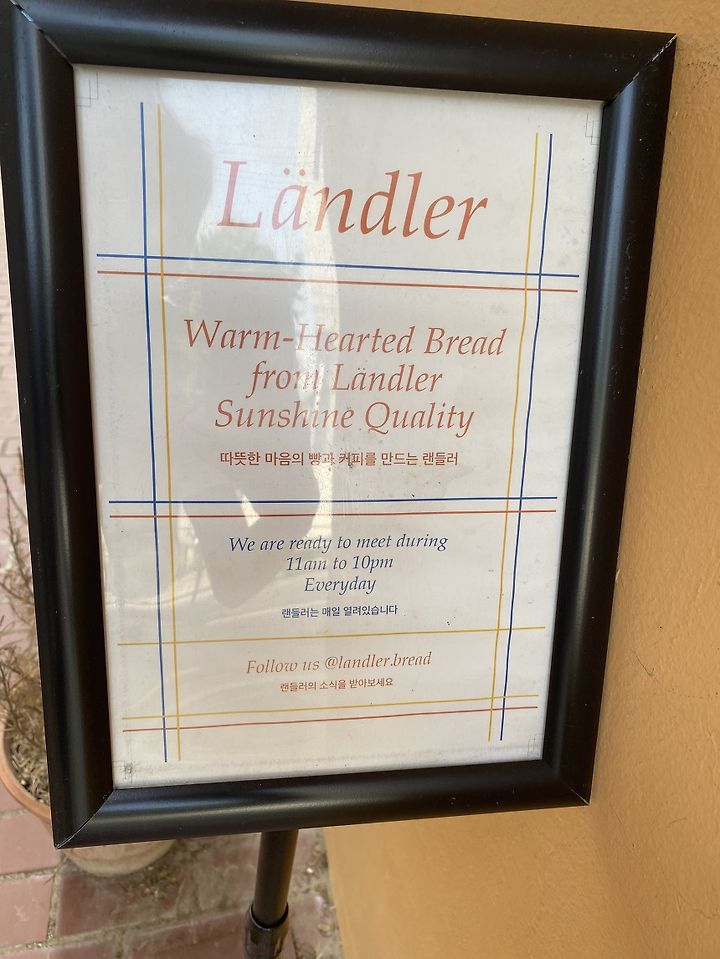 Ländler
Warm-Hearted Bread
from Ländler
Sunshine Quality
따뜻한 마음의 빵과 커피를 만드는 랜들러
We are ready to meet during
11am to 10pm
Everyday
랜들러는 매일 열려있습니다
Follow us @landler.bread
랜들러의 소식을 받아보세요